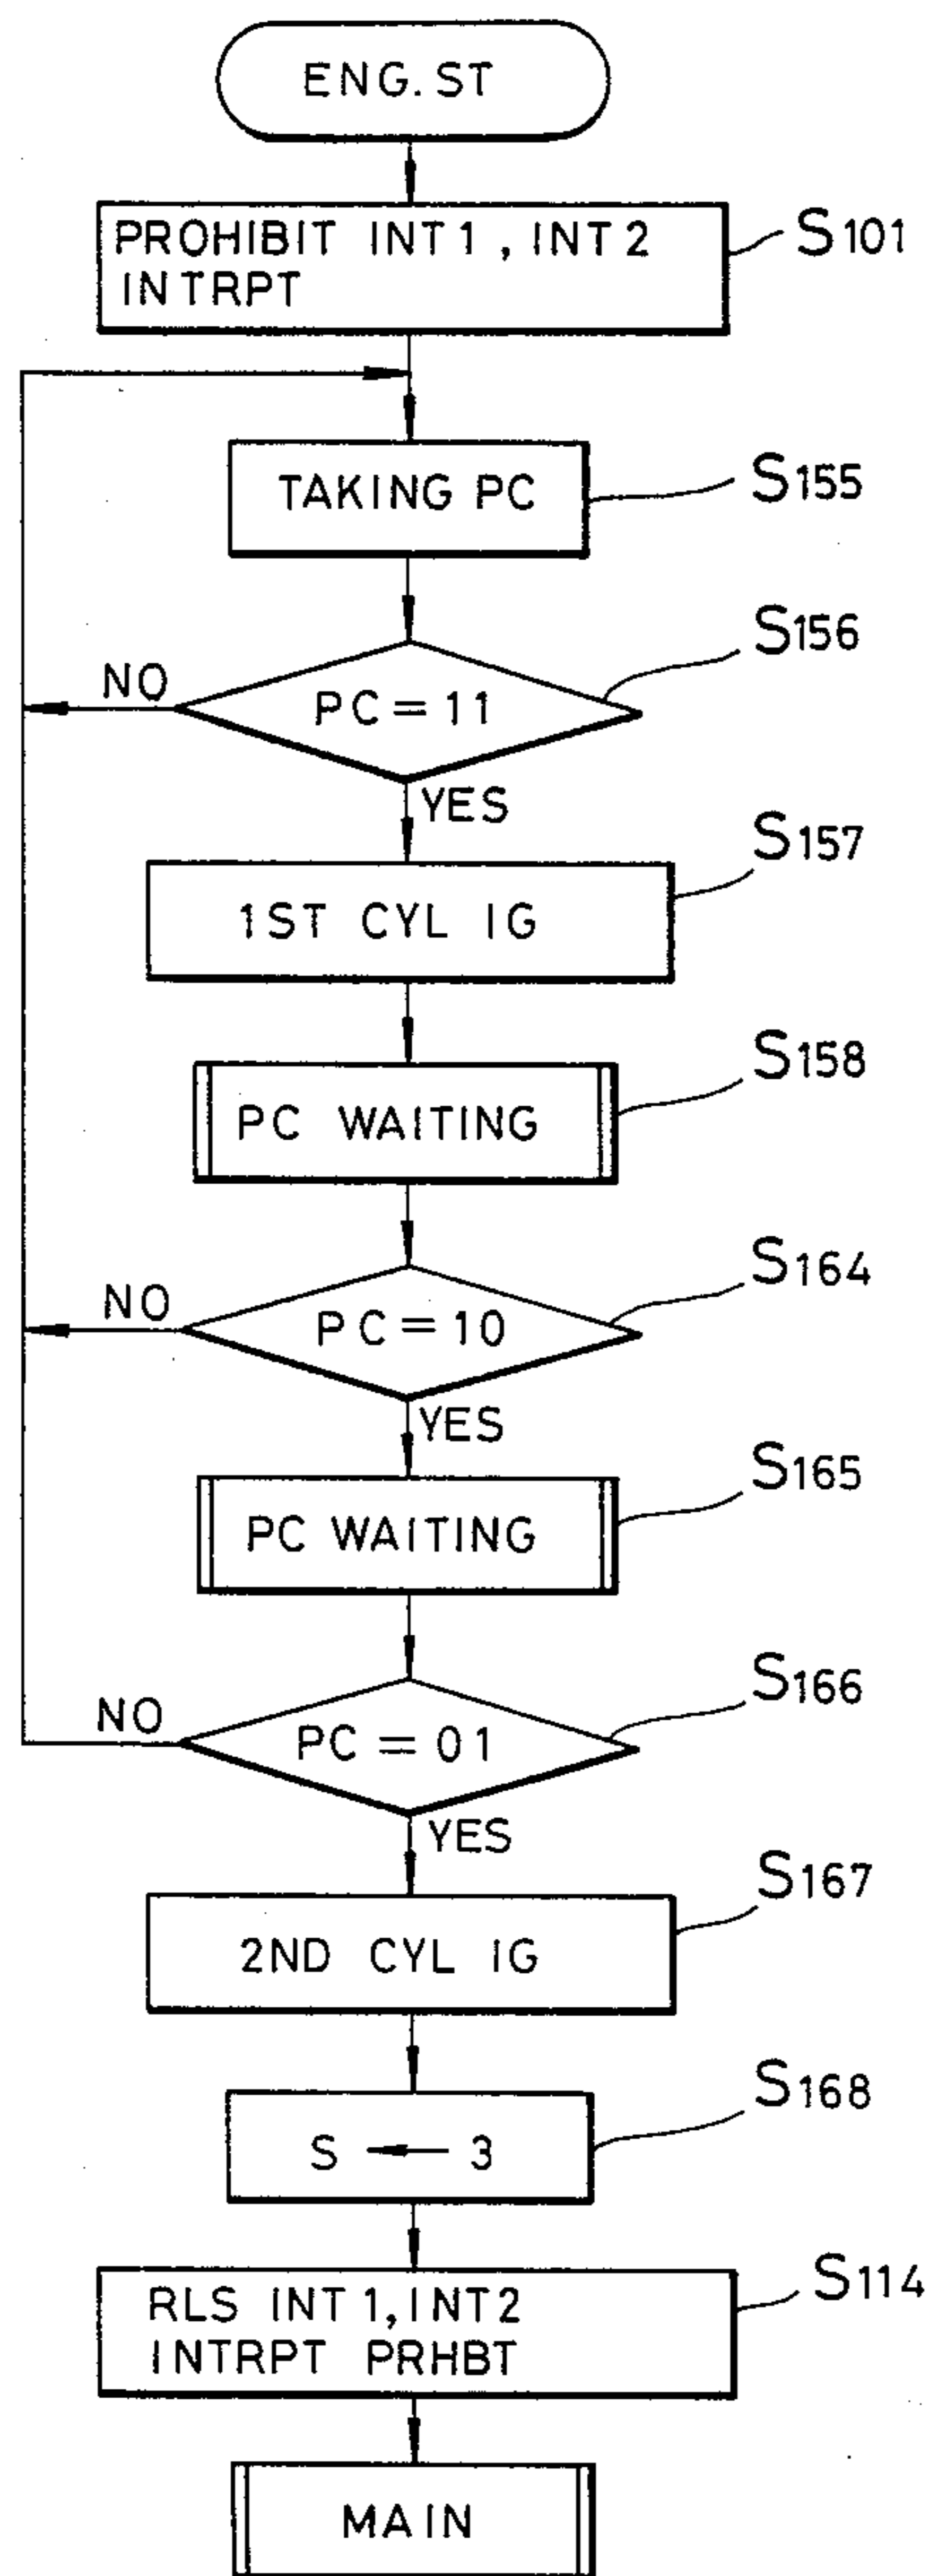 ENG. ST
PROHIBIT INT1, INT2
INTRPT
S101
TAKING PC
S155
S156
NO
PC = 11
YES
S157
1ST CYL IG
S158
PC WAITING
S164
NO
PC = 10
YES
S165
PC WAITING
S166
NO
PC = 01
YES
S167
2ND CYL IG
S168
S ← 3
S114
RLS INT1, INT2
INTRPT PRHBT
MAIN